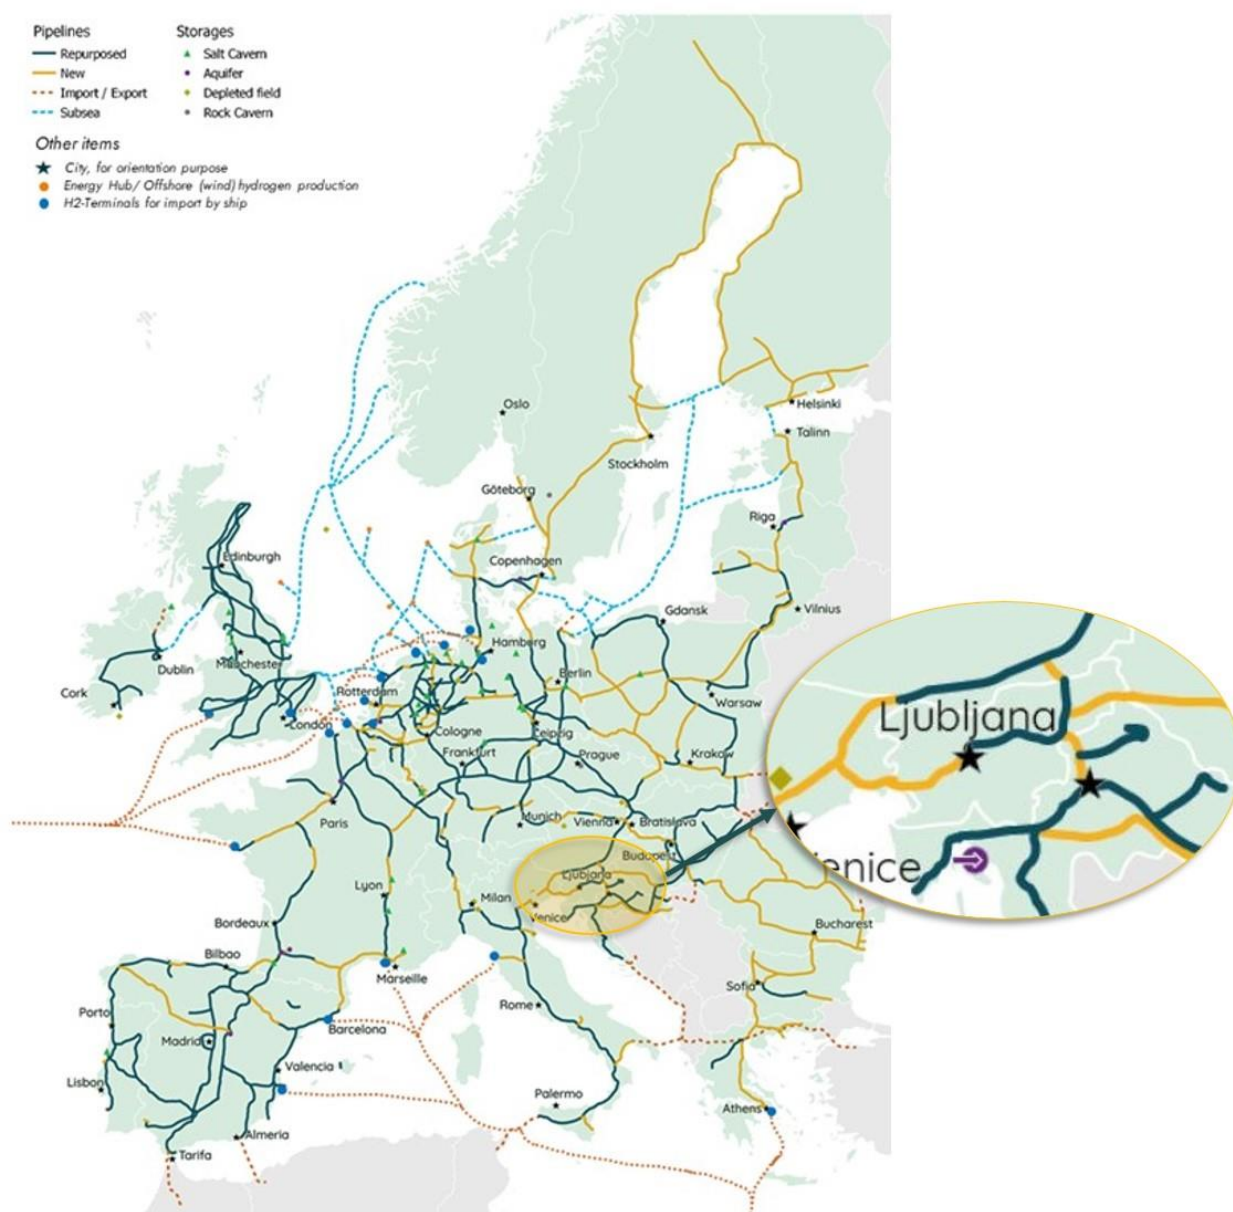 Pipelines
Repurposed
New
Import / Export
Subsea
Storages
Salt Cavern
Aquifer
Depleted field
Rock Cavern
Other items
City, for orientation purpose
Energy Hub/ Offshore (wind) hydrogen production
H2-Terminals for import by ship
Oslo
Helsinki
Talinn
Stockholm
Göteborg
Riga
Edinburgh
Copenhagen
Vilnius
Gdansk
Dublin
Manchester
Hamburg
Berlin
Cork
Rotterdam
Warsaw
London
Cologne
Leipzig
Frankfurt
Prague
Krakow
Paris
Munich
Vienna
Bratislava
Budapest
Ljubljana
Lyon
Milan
Venice
Bordeaux
Bucharest
Bilbao
Marseille
Sofia
Porto
Rome
Barcelona
Madrid
Valencia
Lisbon
Palermo
Athens
Almeria
Tarifa
Ljubljana
enice